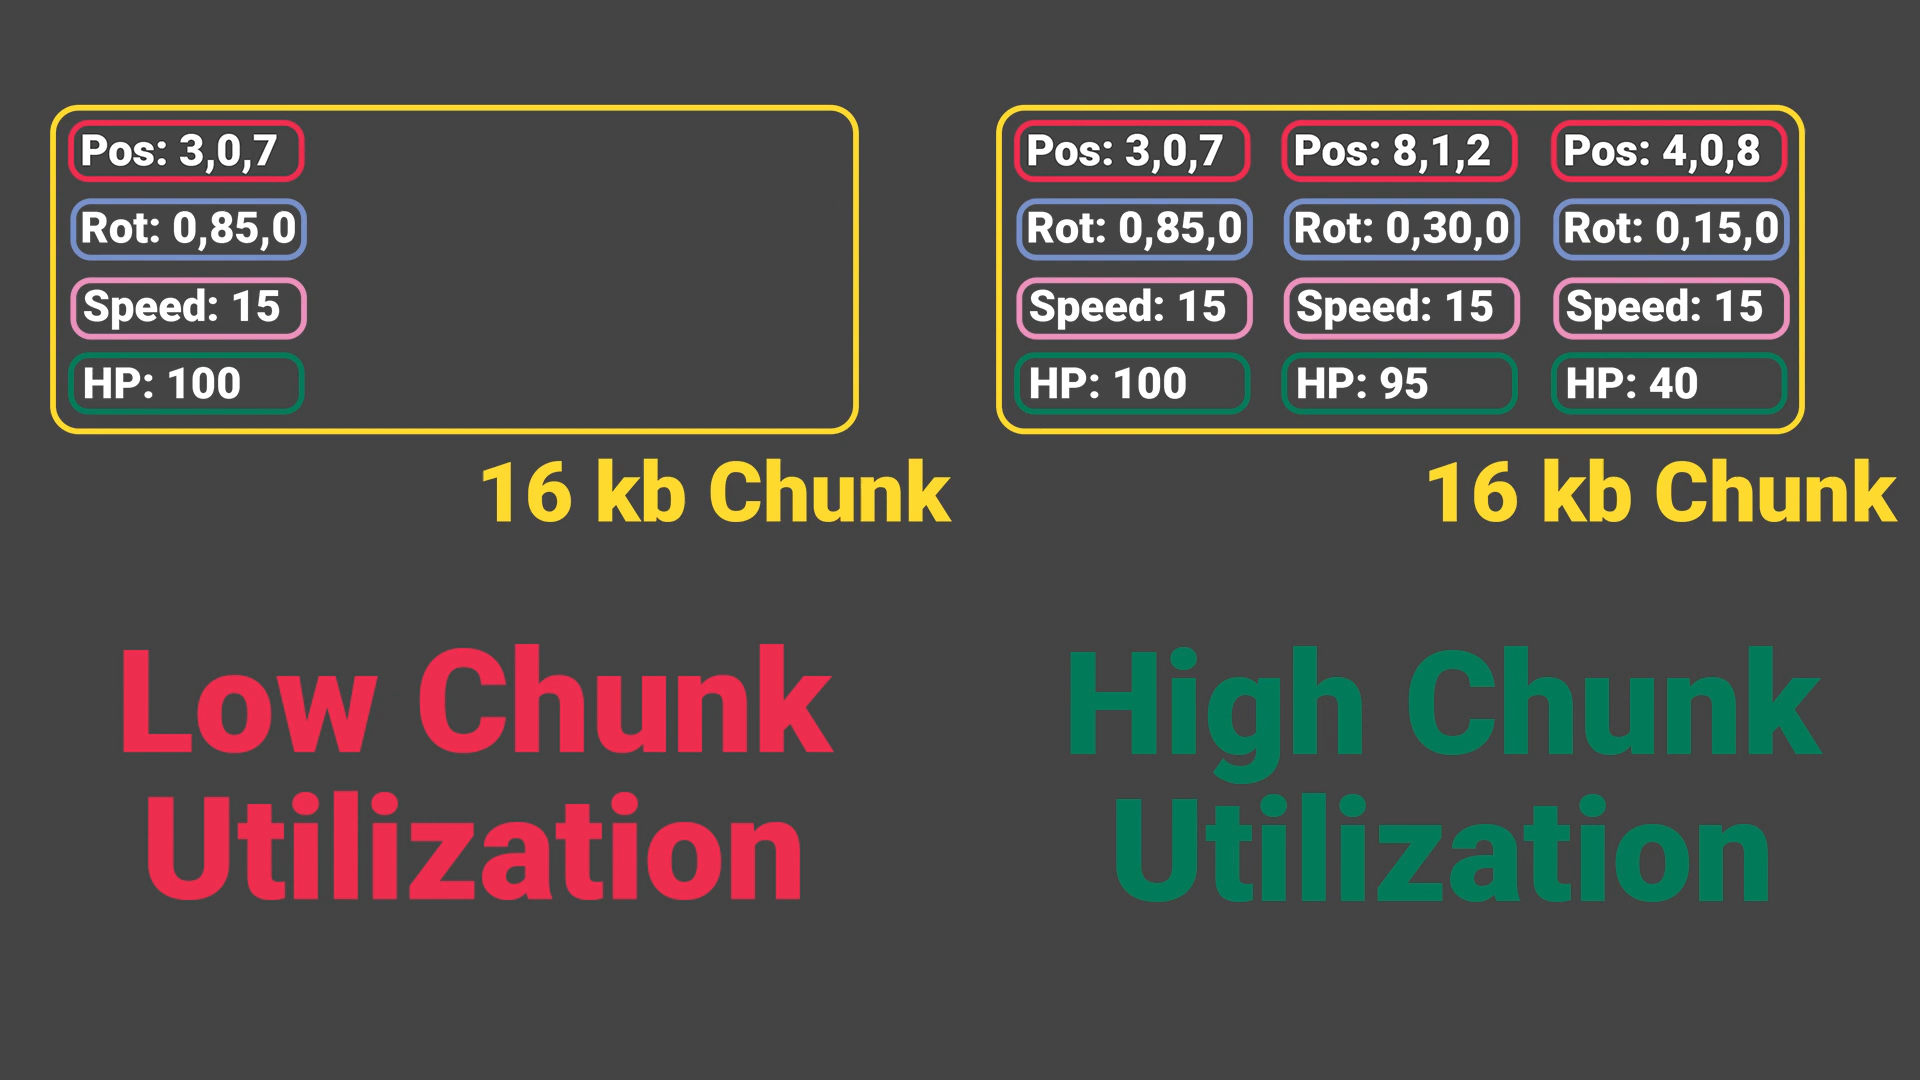 Pos: 3,0,7
Rot: 0,85,0
Speed: 15
HP: 100
16 kb Chunk
Low Chunk
Utilization
Pos: 3,0,7 Pos: 8,1,2 Pos: 4,0,8
Rot: 0,85,0 Rot: 0,30,0 Rot: 0,15,0
Speed: 15 Speed: 15 Speed: 15
HP: 100 HP: 95 HP: 40
16 kb Chunk
High Chunk
Utilization